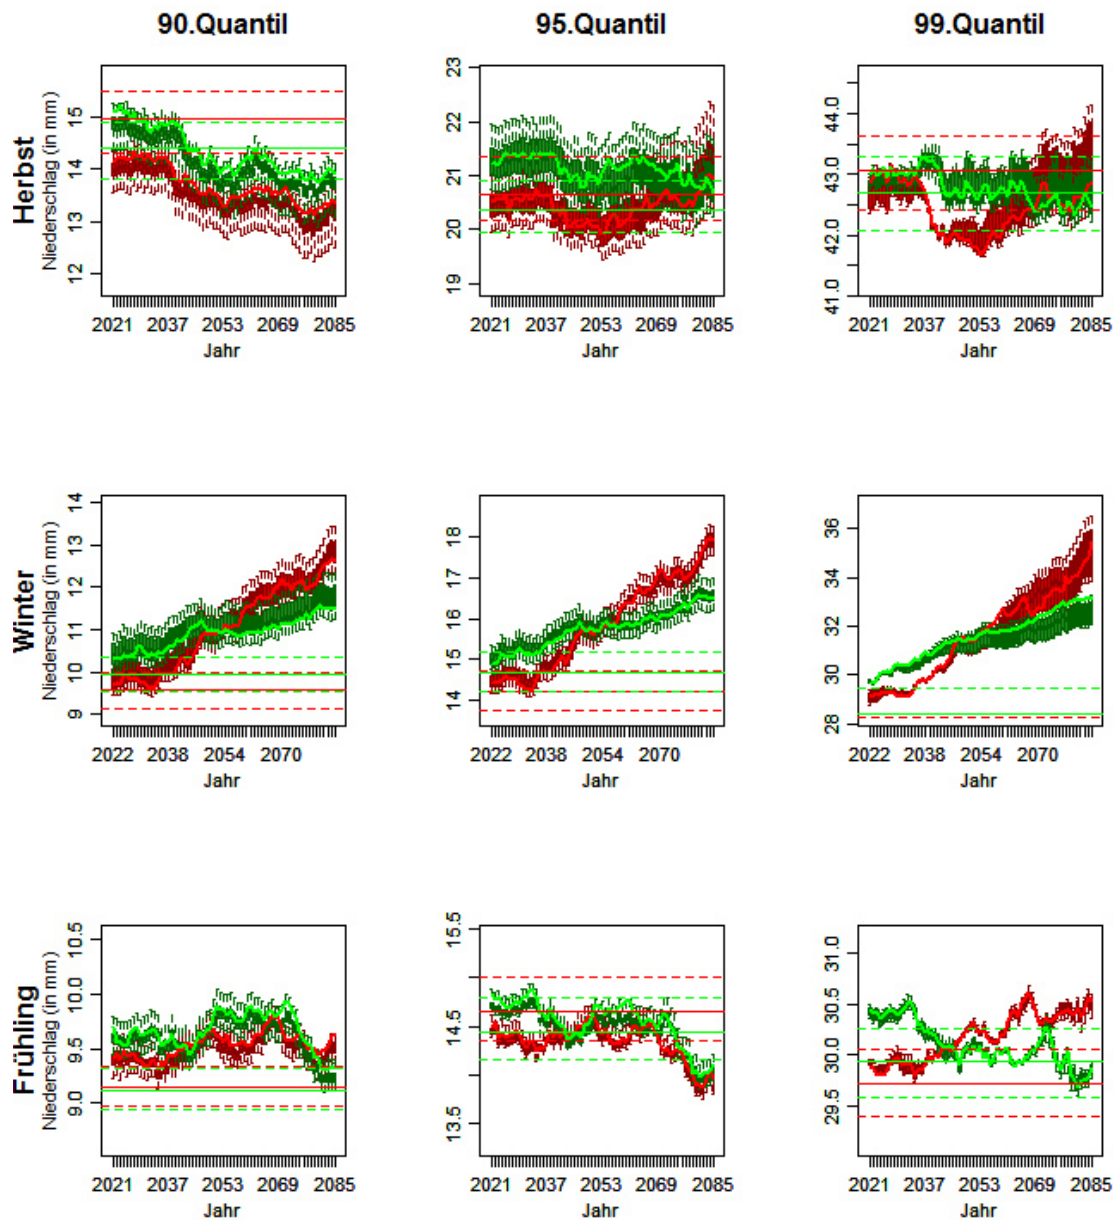 90.Quantil 95.Quantil 99.Quantil
Herbst
Niederschlag (in mm)
12 13 14 15
19 20 21 22 23
41.0 42.0 43.0 44.0
2021 2037 2053 2069 2085
2021 2037 2053 2069 2085
2021 2037 2053 2069 2085
Jahr Jahr Jahr
Winter
Niederschlag (in mm)
9 10 11 12 13 14
14 15 16 17 18
28 30 32 34 36
2022 2038 2054 2070
2022 2038 2054 2070
2022 2038 2054 2070
Jahr Jahr Jahr
Frühling
Niederschlag (in mm)
9.0 9.5 10.0 10.5
13.5 14.5 15.5
29.5 30.0 30.5 31.0
2021 2037 2053 2069 2085
2021 2037 2053 2069 2085
2021 2037 2053 2069 2085
Jahr Jahr Jahr